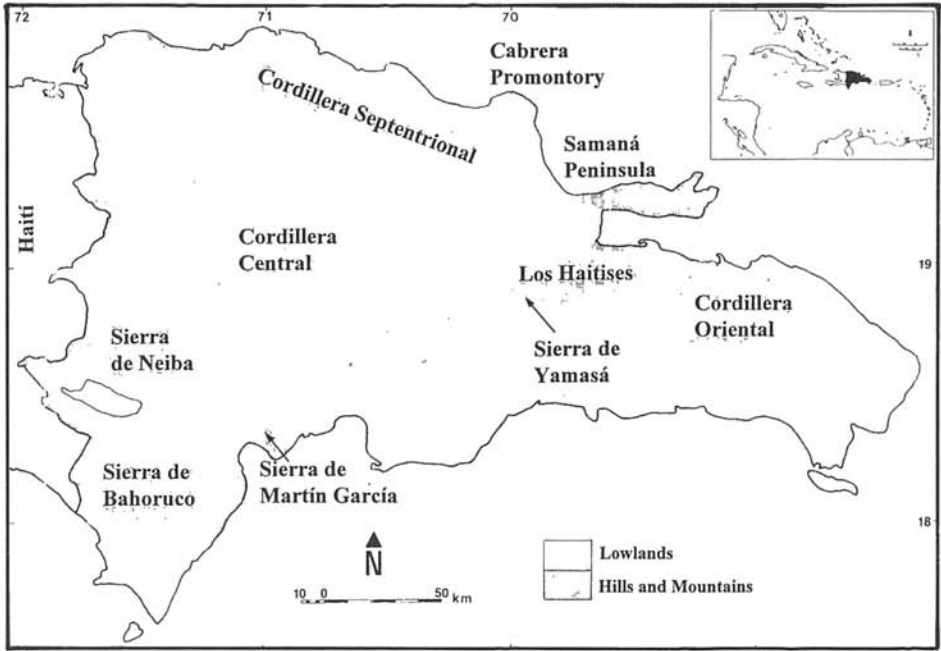 72
71
70
Cabrera
Promontory
Cordillera Septentrional
Samaná
Peninsula
Haití
Cordillera
Central
19
Los Haitises
Cordillera
Oriental
Sierra
de Neiba
Sierra de
Yamasá
Sierra de
Bahoruco
Sierra de
Martín García
18
N
10 0 50 km
Lowlands
Hills and Mountains